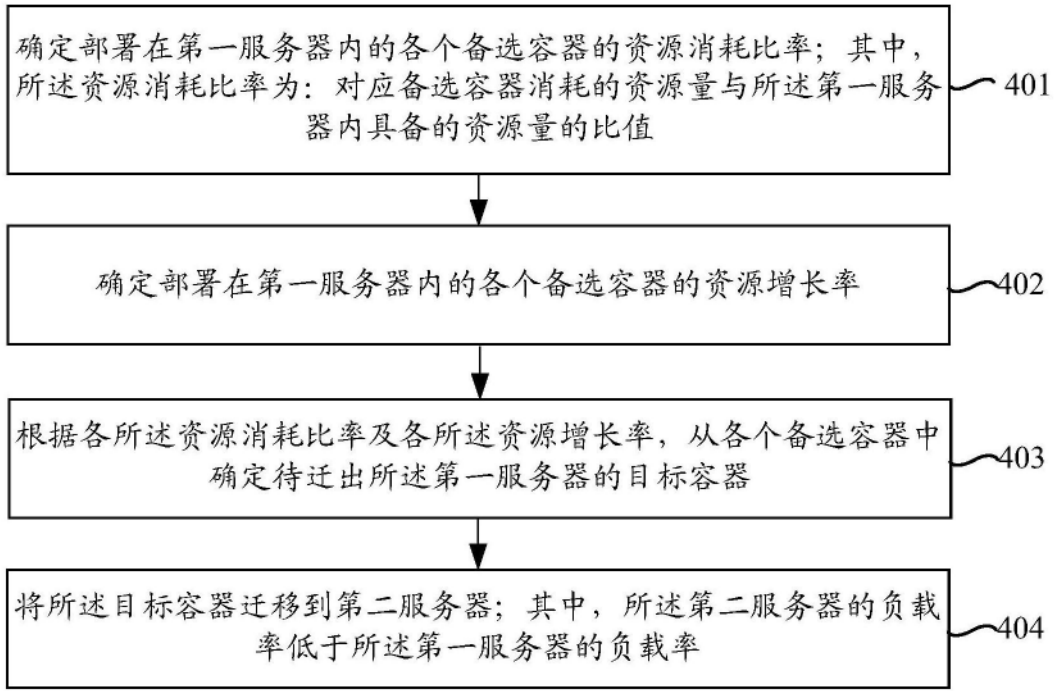 确定部署在第一服务器内的各个备选容器的资源消耗比率；其中，
所述资源消耗比率为：对应备选容器消耗的资源量与所述第一服务
器内具备的资源量的比值
401
确定部署在第一服务器内的各个备选容器的资源增长率
402
根据各所述资源消耗比率及各所述资源增长率，从各个备选容器中
确定待迁出所述第一服务器的目标容器
403
将所述目标容器迁移到第二服务器；其中，所述第二服务器的负载
率低于所述第一服务器的负载率
404